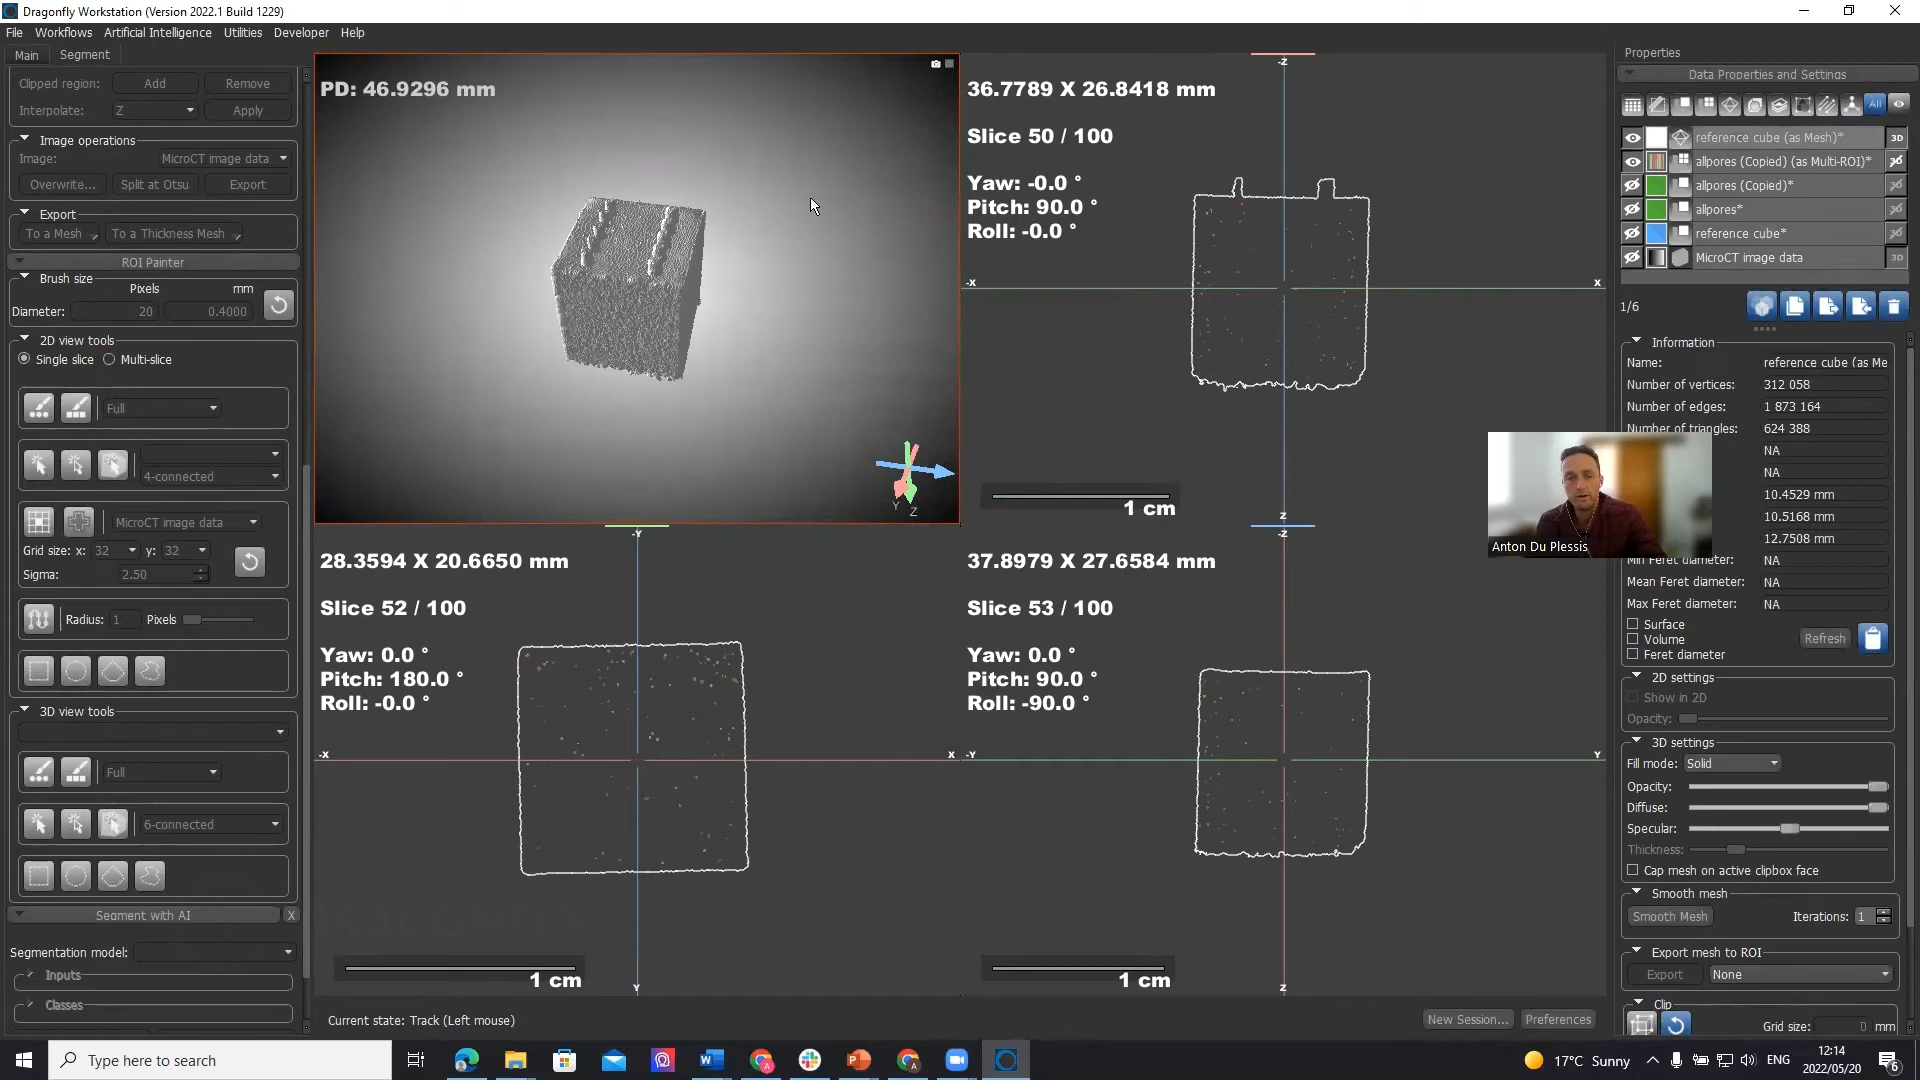 Dragonfly Workstation (Version 2022.1 Build 1229)
File Workflows Artificial Intelligence Utilities Developer Help
Main Segment
Clipped region: Add Remove
Interpolate: Z Apply
Image operations
Image: MicroCT image data
Overwrite... Split at Otsu Export
Export
To a Mesh To a Thickness Mesh
ROI Painter
Brush size
Pixels mm
Diameter: 20 0.4000
2D view tools
Single slice Multi-slice
Full
4-connected
MicroCT image data
Grid size: x: 32 y: 32
Sigma: 2.50
Radius: 1 Pixels
3D view tools
Full
6-connected
Segment with AI X
Segmentation model:
Inputs
Classes
PD: 46.9296 mm
Y
Z
36.7789 X 26.8418 mm
Slice 50 / 100
Yaw: -0.0 °
Pitch: 90.0 °
Roll: -0.0 °
-Z
-X
X
Z
1 cm
28.3594 X 20.6650 mm
Slice 52 / 100
Yaw: 0.0 °
Pitch: 180.0 °
Roll: -0.0 °
-Y
-X
X
Y
1 cm
37.8979 X 27.6584 mm
Slice 53 / 100
Yaw: 0.0 °
Pitch: 90.0 °
Roll: -90.0 °
-Z
-Y
Y
Z
1 cm
Current state: Track (Left mouse)
New Session... Preferences
Properties
Data Properties and Settings
All
reference cube (as Mesh)* 3D
allpores (Copied) (as Multi-ROI)*
allpores (Copied)*
allpores*
reference cube*
MicroCT image data 3D
1/6
Information
Name: reference cube (as Me
Number of vertices: 312 058
Number of edges: 1 873 164
Number of triangles: 624 388
NA
NA
10.4529 mm
10.5168 mm
12.7508 mm
Anton Du Plessis
Min Feret diameter: NA
Mean Feret diameter: NA
Max Feret diameter: NA
Surface
Volume
Feret diameter
Refresh
2D settings
Show in 2D
Opacity:
3D settings
Fill mode: Solid
Opacity:
Diffuse:
Specular:
Thickness:
Cap mesh on active clipbox face
Smooth mesh
Smooth Mesh Iterations: 1
Export mesh to ROI
Export None
Clip
Grid size: 0 mm
Type here to search
17°C Sunny
ENG
12:14
2022/05/20
6